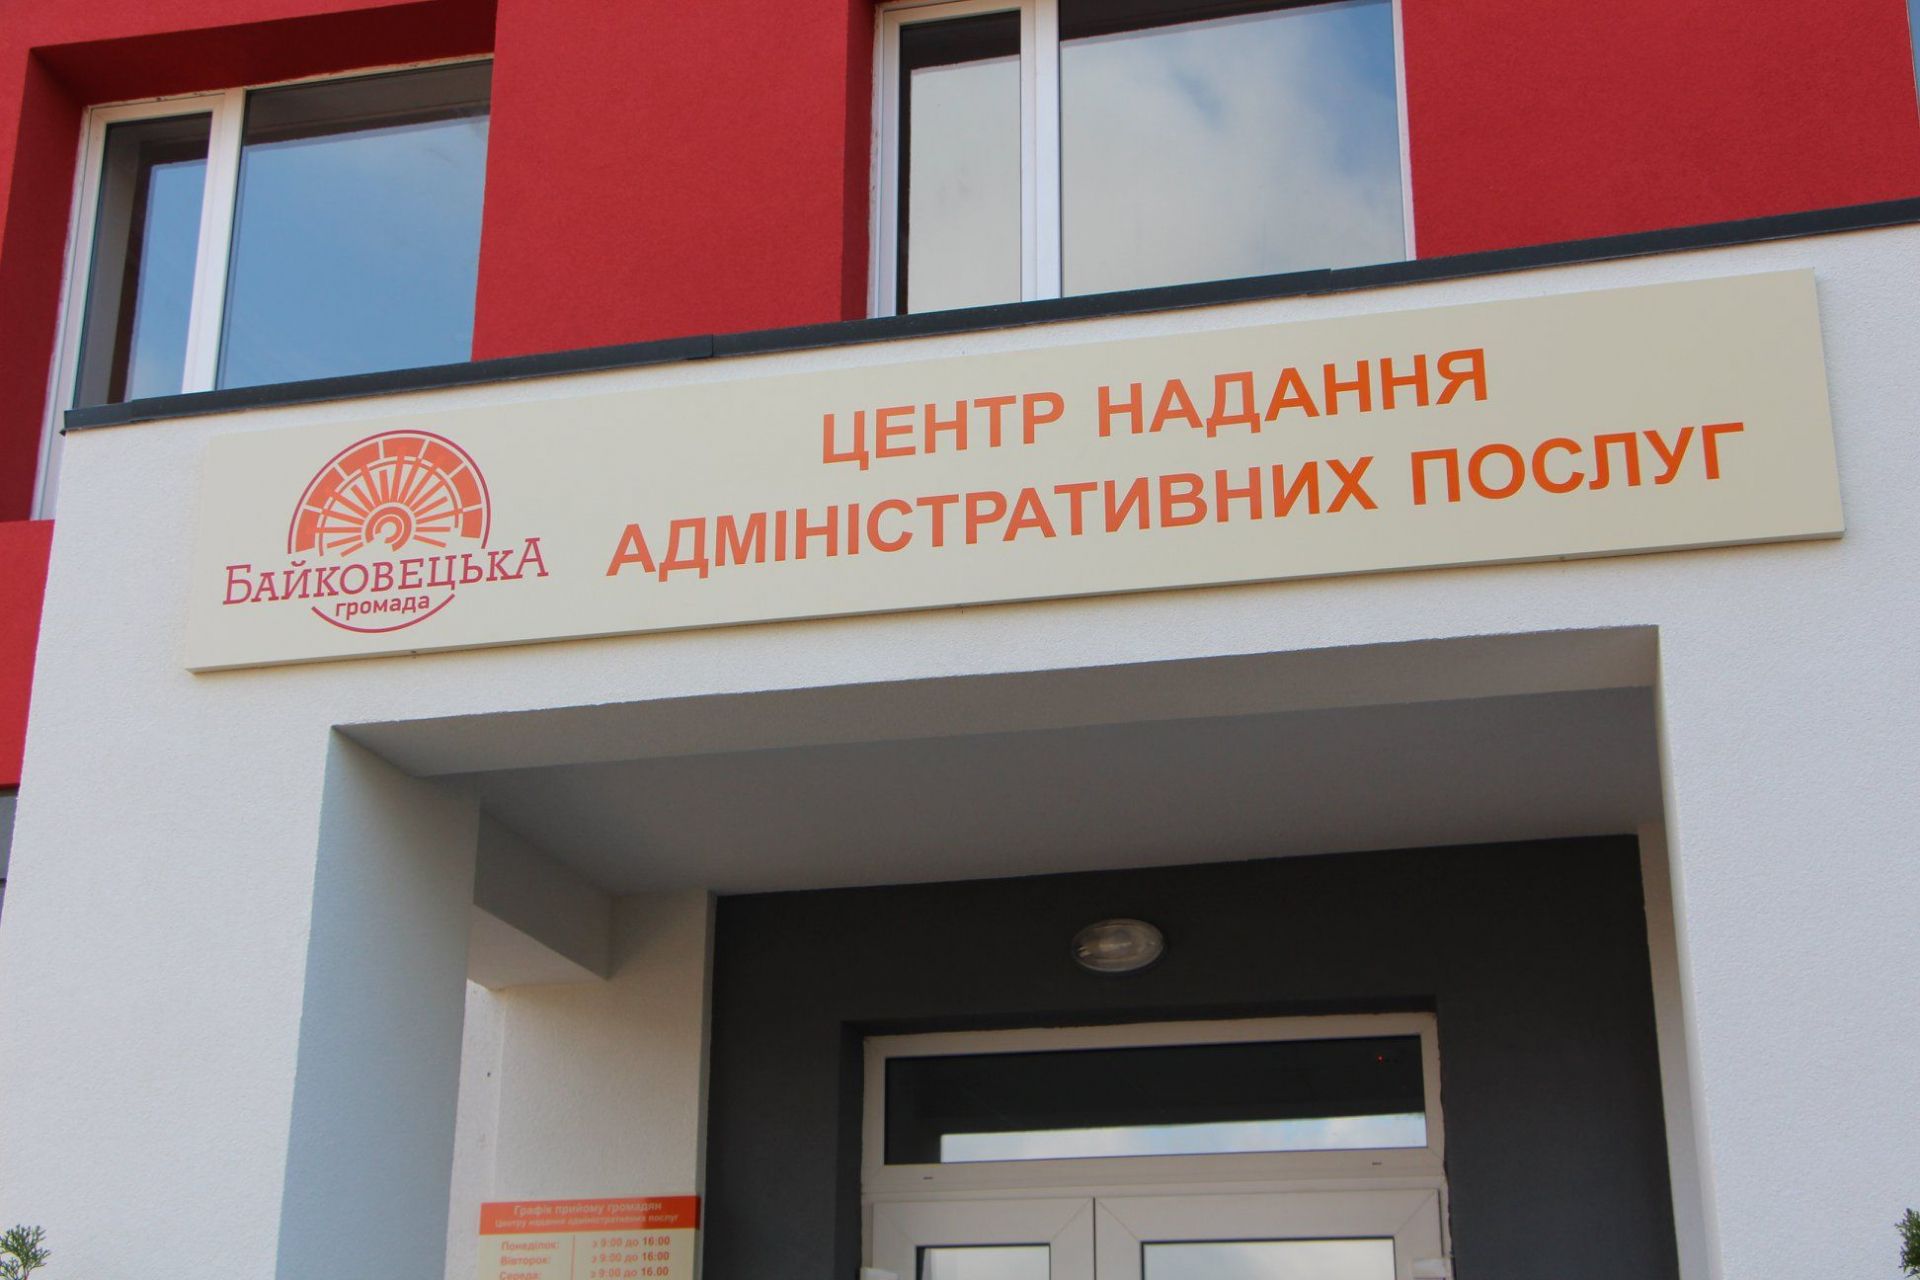 БАЙКОВЕЦЬКА
громада
ЦЕНТР НАДАННЯ
АДМІНІСТРАТИВНИХ ПОСЛУГ
Графік прийому громадян
Центру надання адміністративних послуг
Понеділок: з 9:00 до 16:00
Вівторок: з 9:00 до 16:00
Середа: з 9:00 до 16.00